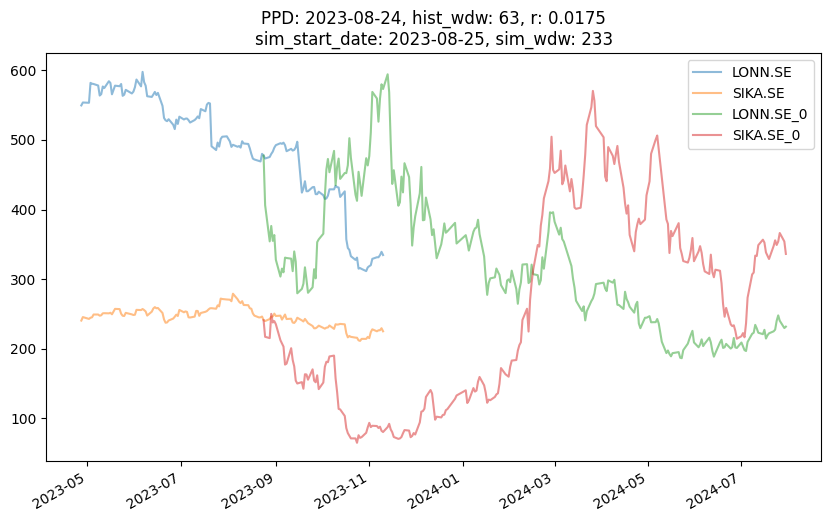 PPD: 2023-08-24, hist_wdw: 63, r: 0.0175
sim_start_date: 2023-08-25, sim_wdw: 233
LONN.SE
SIKA.SE
LONN.SE_0
SIKA.SE_0
600
500
400
300
200
100
2023-05
2023-07
2023-09
2023-11
2024-01
2024-03
2024-05
2024-07